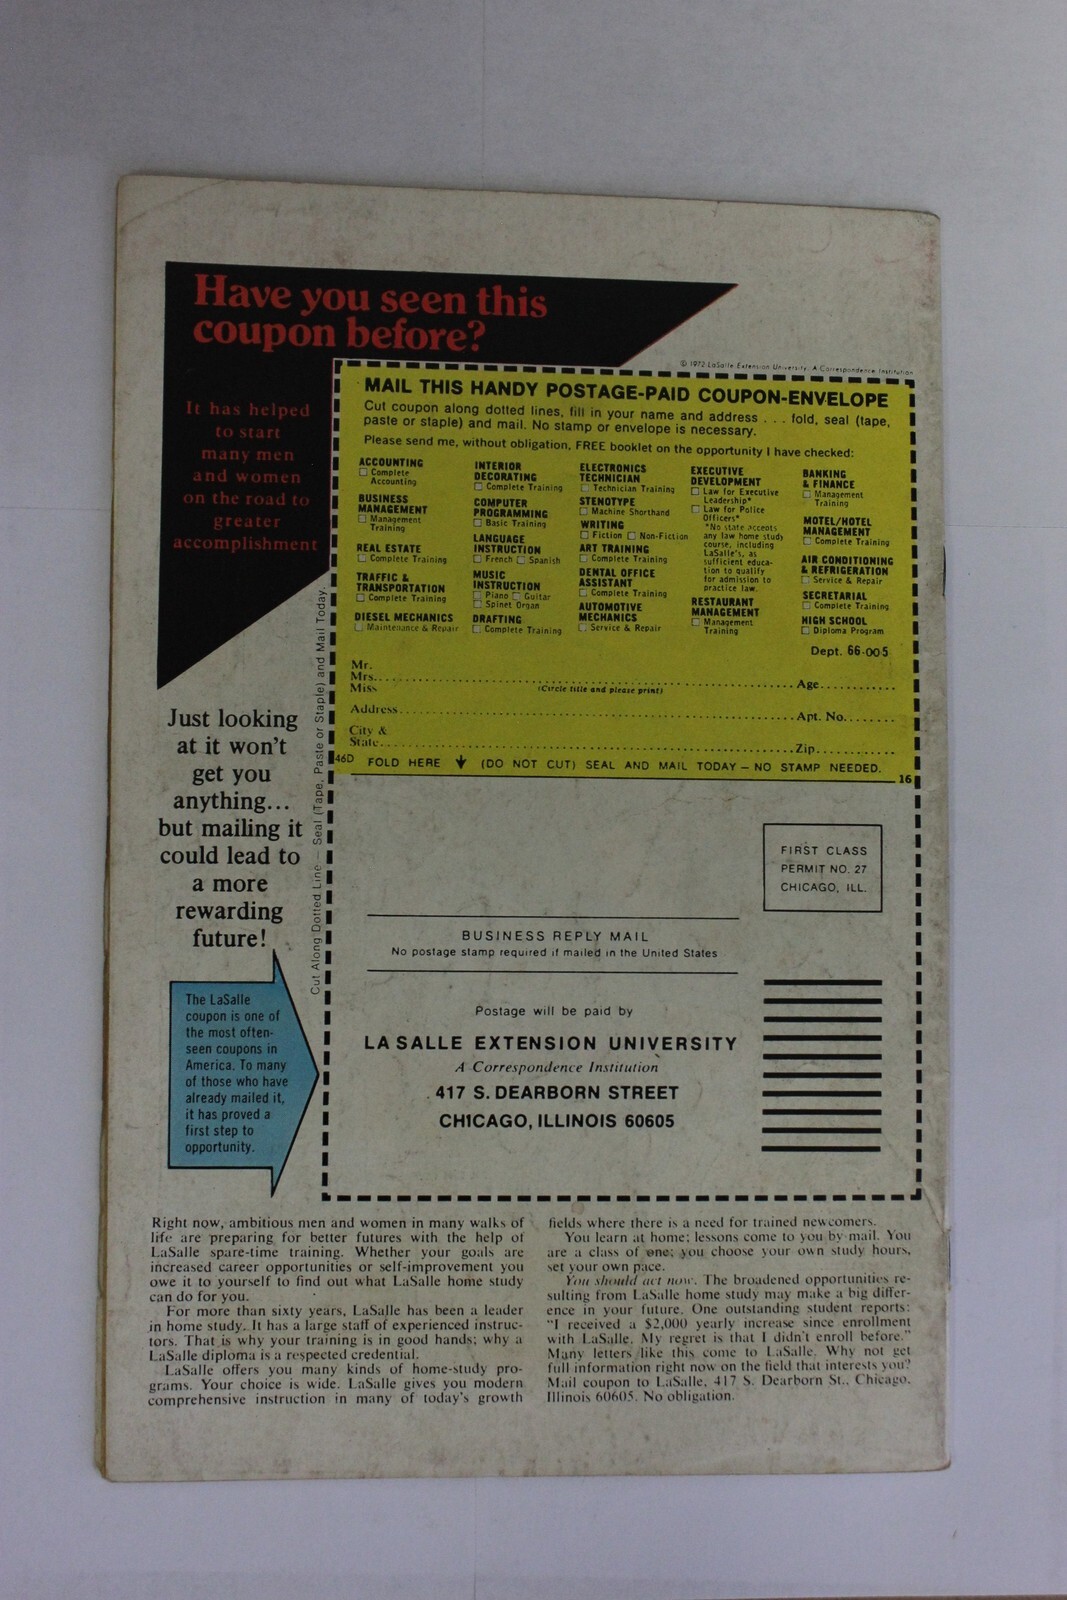 Have you seen this
coupon before?
It has helped
to start
many men
and women
on the road to
greater
accomplishment
© 1972 LaSalle Extension University, A Correspondence Institution
MAIL THIS HANDY POSTAGE-PAID COUPON-ENVELOPE
Cut coupon along dotted lines, fill in your name and address . . . fold, seal (tape,
paste or staple) and mail. No stamp or envelope is necessary.
Please send me, without obligation, FREE booklet on the opportunity I have checked:
ACCOUNTING
☐ Complete
Accounting
BUSINESS
MANAGEMENT
☐ Management
Training
REAL ESTATE
☐ Complete Training
TRAFFIC &
TRANSPORTATION
☐ Complete Training
DIESEL MECHANICS
☐ Maintenance & Repair
INTERIOR
DECORATING
☐ Complete Training
COMPUTER
PROGRAMMING
☐ Basic Training
LANGUAGE
INSTRUCTION
☐ French ☐ Spanish
MUSIC
INSTRUCTION
☐ Piano ☐ Guitar
☐ Spinet Organ
DRAFTING
☐ Complete Training
ELECTRONICS
TECHNICIAN
☐ Technician Training
STENOTYPE
☐ Machine Shorthand
WRITING
☐ Fiction ☐ Non-Fiction
ART TRAINING
☐ Complete Training
DENTAL OFFICE
ASSISTANT
☐ Complete Training
AUTOMOTIVE
MECHANICS
☐ Service & Repair
EXECUTIVE
DEVELOPMENT
☐ Law for Executive
Leadership*
☐ Law for Police
Officers*
*No state accepts
any law home study
course, including
LaSalle's, as
sufficient educa-
tion to qualify
for admission to
practice law.
RESTAURANT
MANAGEMENT
☐ Management
Training
BANKING
& FINANCE
☐ Management
Training
MOTEL/HOTEL
MANAGEMENT
☐ Complete Training
AIR CONDITIONING
& REFRIGERATION
☐ Service & Repair
SECRETARIAL
☐ Complete Training
HIGH SCHOOL
☐ Diploma Program
Dept. 66-005
Mr.
Mrs. Age
Miss (Circle title and please print)
Address Apt. No.
City &
State Zip
46D FOLD HERE (DO NOT CUT) SEAL AND MAIL TODAY – NO STAMP NEEDED.
16
Cut Along Dotted Line — Seal (Tape, Paste or Staple) and Mail Today.
Just looking
at it won't
get you
anything...
but mailing it
could lead to
a more
rewarding
future!
The LaSalle
coupon is one of
the most often-
seen coupons in
America. To many
of those who have
already mailed it,
it has proved a
first step to
opportunity.
FIRST CLASS
PERMIT NO. 27
CHICAGO, ILL.
BUSINESS REPLY MAIL
No postage stamp required if mailed in the United States
Postage will be paid by
LA SALLE EXTENSION UNIVERSITY
A Correspondence Institution
417 S. DEARBORN STREET
CHICAGO, ILLINOIS 60605
Right now, ambitious men and women in many walks of
life are preparing for better futures with the help of
LaSalle spare-time training. Whether your goals are
increased career opportunities or self-improvement you
owe it to yourself to find out what LaSalle home study
can do for you.
For more than sixty years, LaSalle has been a leader
in home study. It has a large staff of experienced instruc-
tors. That is why your training is in good hands; why a
LaSalle diploma is a respected credential.
LaSalle offers you many kinds of home-study pro-
grams. Your choice is wide. LaSalle gives you modern
comprehensive instruction in many of today's growth
fields where there is a need for trained newcomers.
You learn at home; lessons come to you by mail. You
are a class of one; you choose your own study hours,
set your own pace.
You should act now. The broadened opportunities re-
sulting from LaSalle home study may make a big differ-
ence in your future. One outstanding student reports:
"I received a $2,000 yearly increase since enrollment
with LaSalle. My regret is that I didn't enroll before."
Many letters like this come to LaSalle. Why not get
full information right now on the field that interests you?
Mail coupon to LaSalle, 417 S. Dearborn St., Chicago,
Illinois 60605. No obligation.